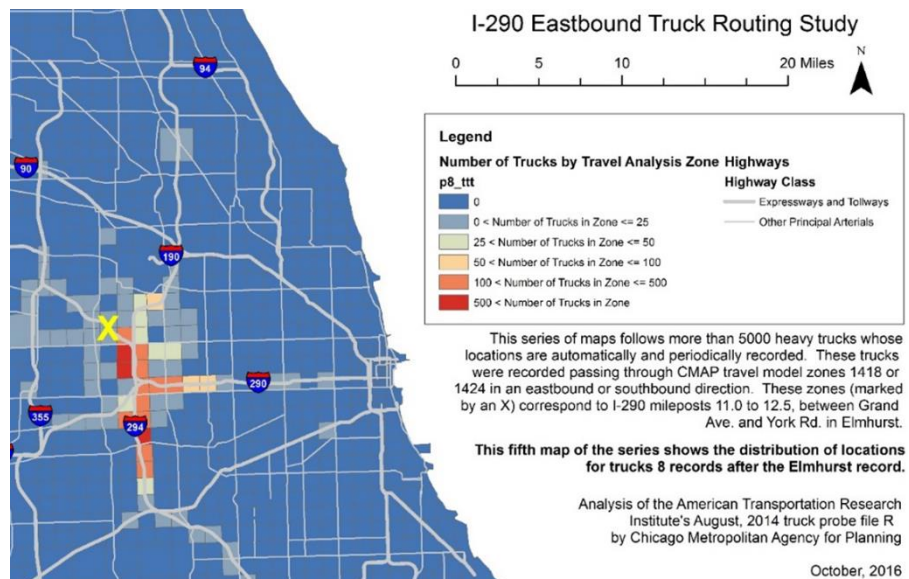 I-290 Eastbound Truck Routing Study
0 5 10 20 Miles
N
94
90
190
290
355
294
X
Legend
Number of Trucks by Travel Analysis Zone
p8_ttt
0
0 < Number of Trucks in Zone <= 25
25 < Number of Trucks in Zone <= 50
50 < Number of Trucks in Zone <= 100
100 < Number of Trucks in Zone <= 500
500 < Number of Trucks in Zone
Highways
Highway Class
Expressways and Tollways
Other Principal Arterials
This series of maps follows more than 5000 heavy trucks whose
locations are automatically and periodically recorded. These trucks
were recorded passing through CMAP travel model zones 1418 or
1424 in an eastbound or southbound direction. These zones (marked
by an X) correspond to I-290 mileposts 11.0 to 12.5, between Grand
Ave. and York Rd. in Elmhurst.
This fifth map of the series shows the distribution of locations
for trucks 8 records after the Elmhurst record.
Analysis of the American Transportation Research
Institute's August, 2014 truck probe file R
by Chicago Metropolitan Agency for Planning
October, 2016